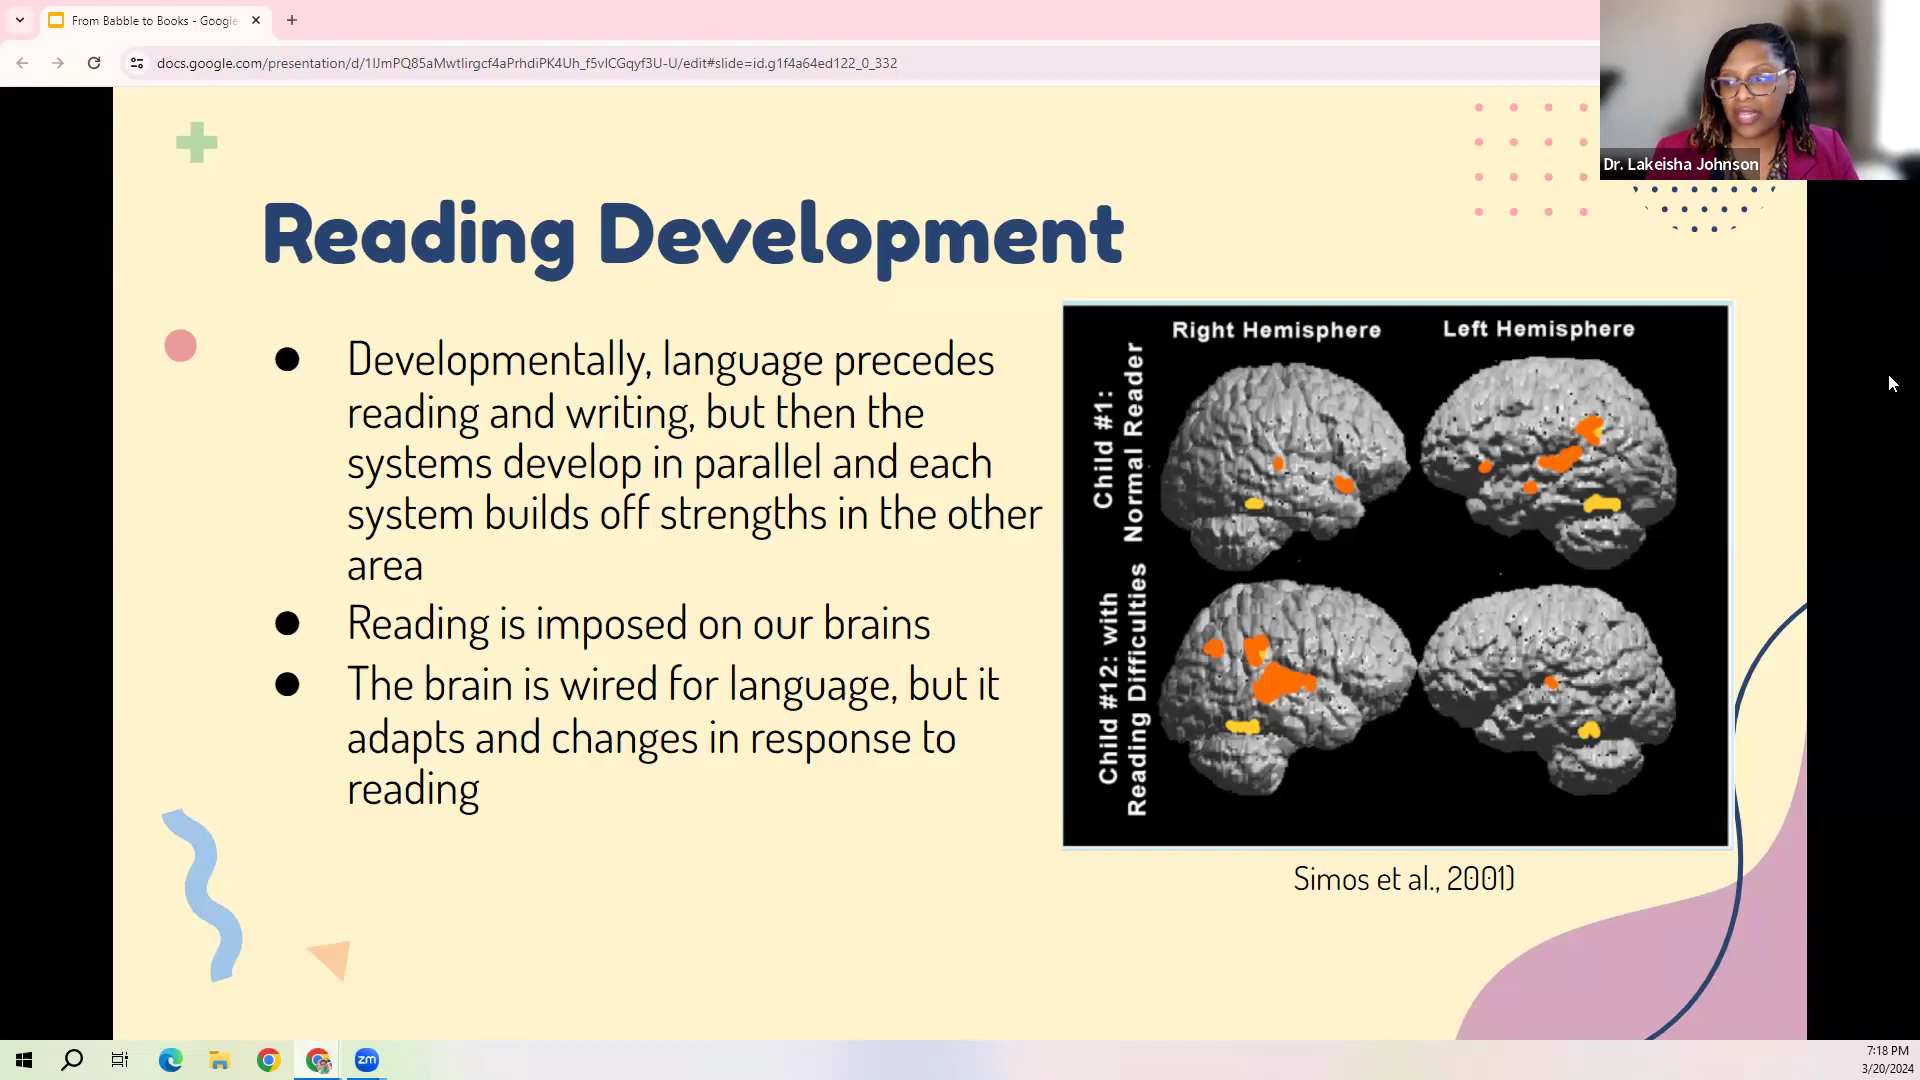 From Babble to Books - Google
docs.google.com/presentation/d/1IJmPQ85aMwtIirgcf4aPrhdiPK4Uh_f5vICGqyf3U-U/edit#slide=id.g1f4a64ed122_0_332
Dr. Lakeisha Johnson
Reading Development
● Developmentally, language precedes
reading and writing, but then the
systems develop in parallel and each
system builds off strengths in the other
area
● Reading is imposed on our brains
● The brain is wired for language, but it
adapts and changes in response to
reading
Right Hemisphere
Left Hemisphere
Child #1:
Normal Reader
Child #12: with
Reading Difficulties
Simos et al., 2001)
zm
7:18 PM
3/20/2024